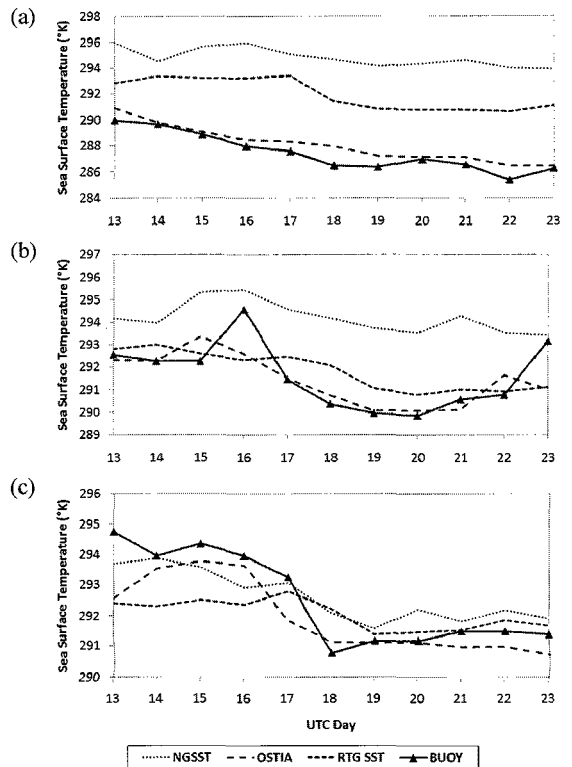 (a)
Sea Surface Temperature (°K)
298
296
294
292
290
288
286
284
13 14 15 16 17 18 19 20 21 22 23
(b)
Sea Surface Temperature (°K)
297
296
295
294
293
292
291
290
289
13 14 15 16 17 18 19 20 21 22 23
(c)
Sea Surface Temperature (°K)
296
295
294
293
292
291
290
13 14 15 16 17 18 19 20 21 22 23
UTC Day
NGSST OSTIA RTG SST BUOY